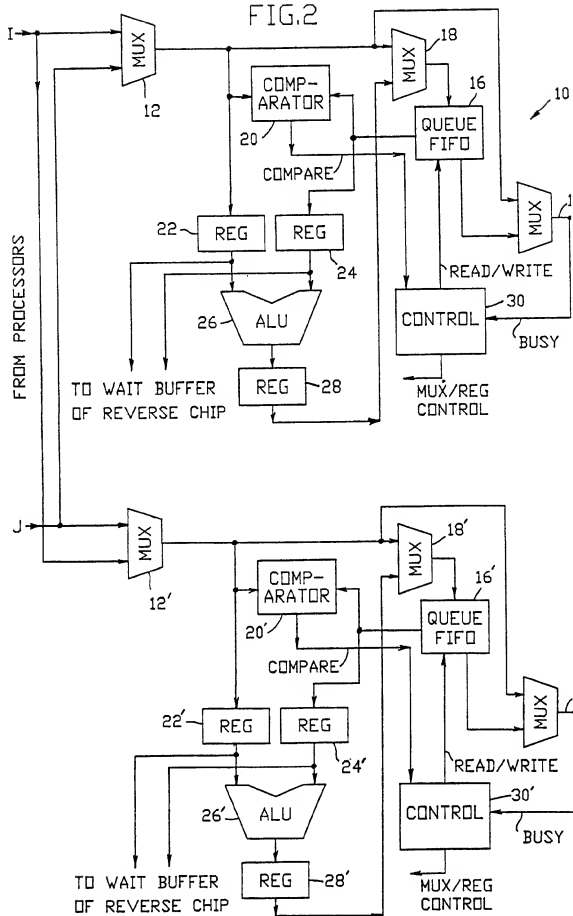 FIG.2
I
MUX
12
MUX
18
COMP-
ARATOR
20
16
QUEUE
FIFO
10
COMPARE
MUX
22
REG
REG
24
READ/WRITE
FROM PROCESSORS
26
ALU
30
CONTROL
BUSY
TO WAIT BUFFER
OF REVERSE CHIP
REG
28
MUX/REG
CONTROL
J
MUX
12'
MUX
18'
COMP-
ARATOR
20'
16'
QUEUE
FIFO
COMPARE
MUX
22'
REG
REG
24'
READ/WRITE
26'
ALU
30'
CONTROL
BUSY
TO WAIT BUFFER
OF REVERSE CHIP
REG
28'
MUX/REG
CONTROL